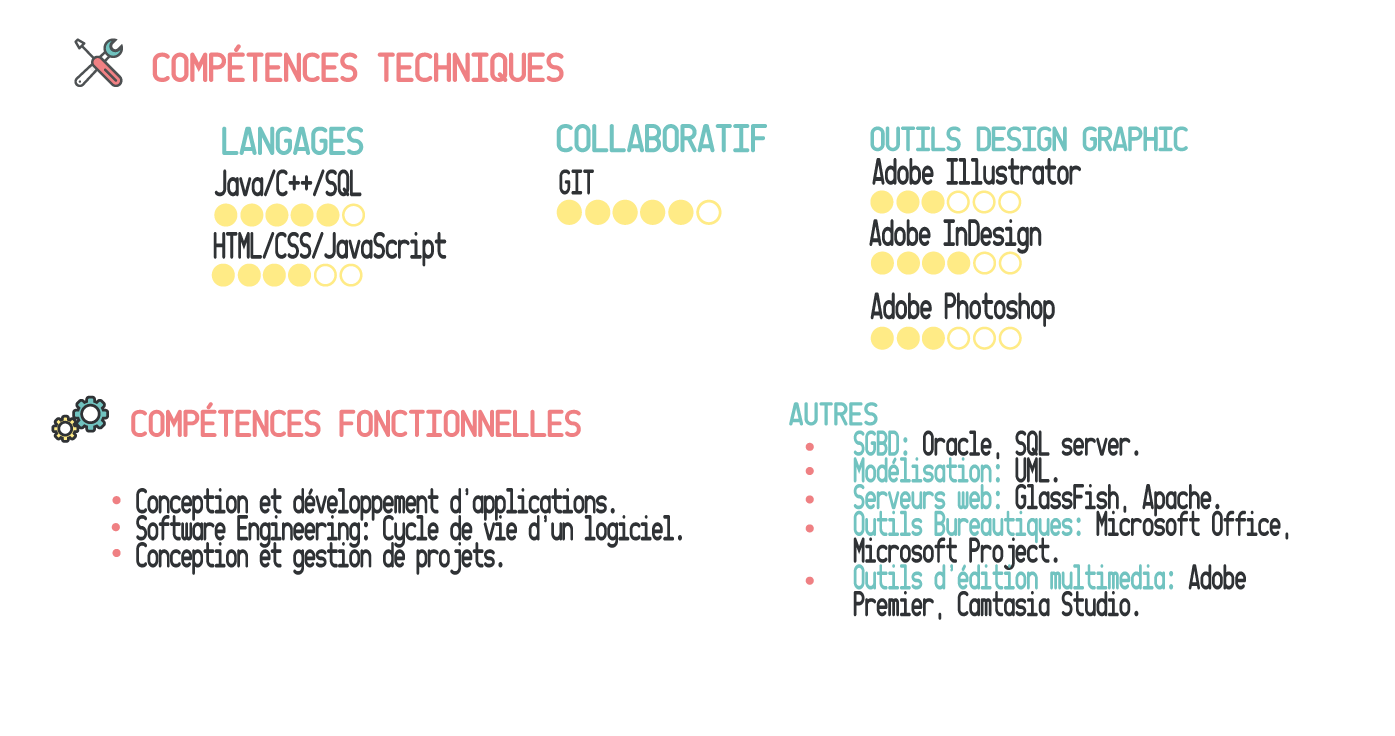 COMPÉTENCES TECHNIQUES
LANGAGES
Java/C++/SQL
HTML/CSS/JavaScript
COLLABORATIF
GIT
OUTILS DESIGN GRAPHIC
Adobe Illustrator
Adobe InDesign
Adobe Photoshop
COMPÉTENCES FONCTIONNELLES
• Conception et développement d'applications.
• Software Engineering: Cycle de vie d'un logiciel.
• Conception et gestion de projets.
AUTRES
• SGBD: Oracle, SQL server.
• Modélisation: UML.
• Serveurs web: GlassFish, Apache.
• Outils Bureautiques: Microsoft Office,
Microsoft Project.
• Outils d'édition multimedia: Adobe
Premier, Camtasia Studio.